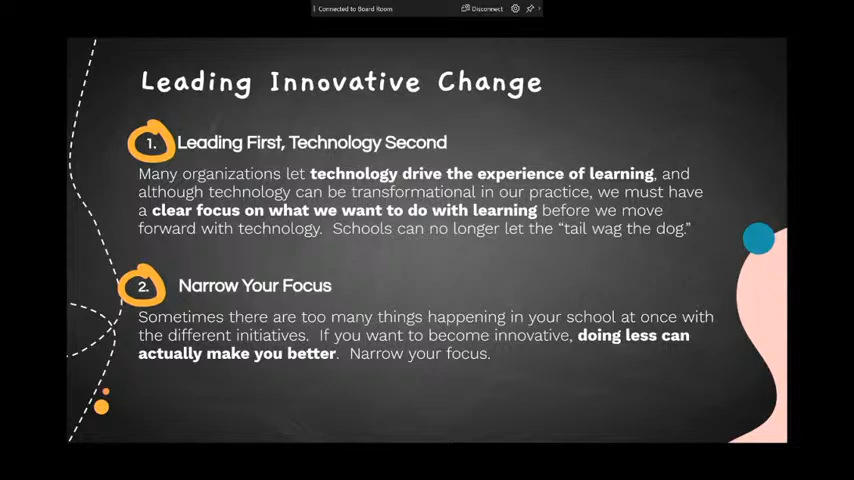 Connected to Board Room
Disconnect
Leading Innovative Change
1.
Leading First, Technology Second
Many organizations let technology drive the experience of learning, and
although technology can be transformational in our practice, we must have
a clear focus on what we want to do with learning before we move
forward with technology. Schools can no longer let the “tail wag the dog.”
2.
Narrow Your Focus
Sometimes there are too many things happening in your school at once with
the different initiatives. If you want to become innovative, doing less can
actually make you better. Narrow your focus.